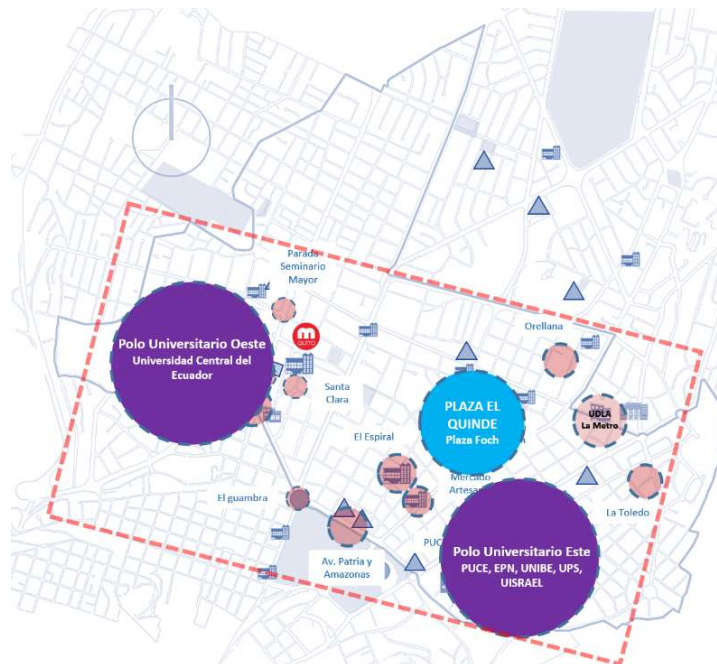 Parada
Seminario
Mayor
Orellana
QUITO
Polo Universitario Oeste
Universidad Central del
Ecuador
Santa
Clara
PLAZA EL
QUINDE
Plaza Foch
UDLA
La Metro
El Espiral
Mercado
El guambra
La Toledo
Av. Patria y
Amazonas
Polo Universitario Este
PUCE, EPN, UNIBE, UPS,
UISRAEL